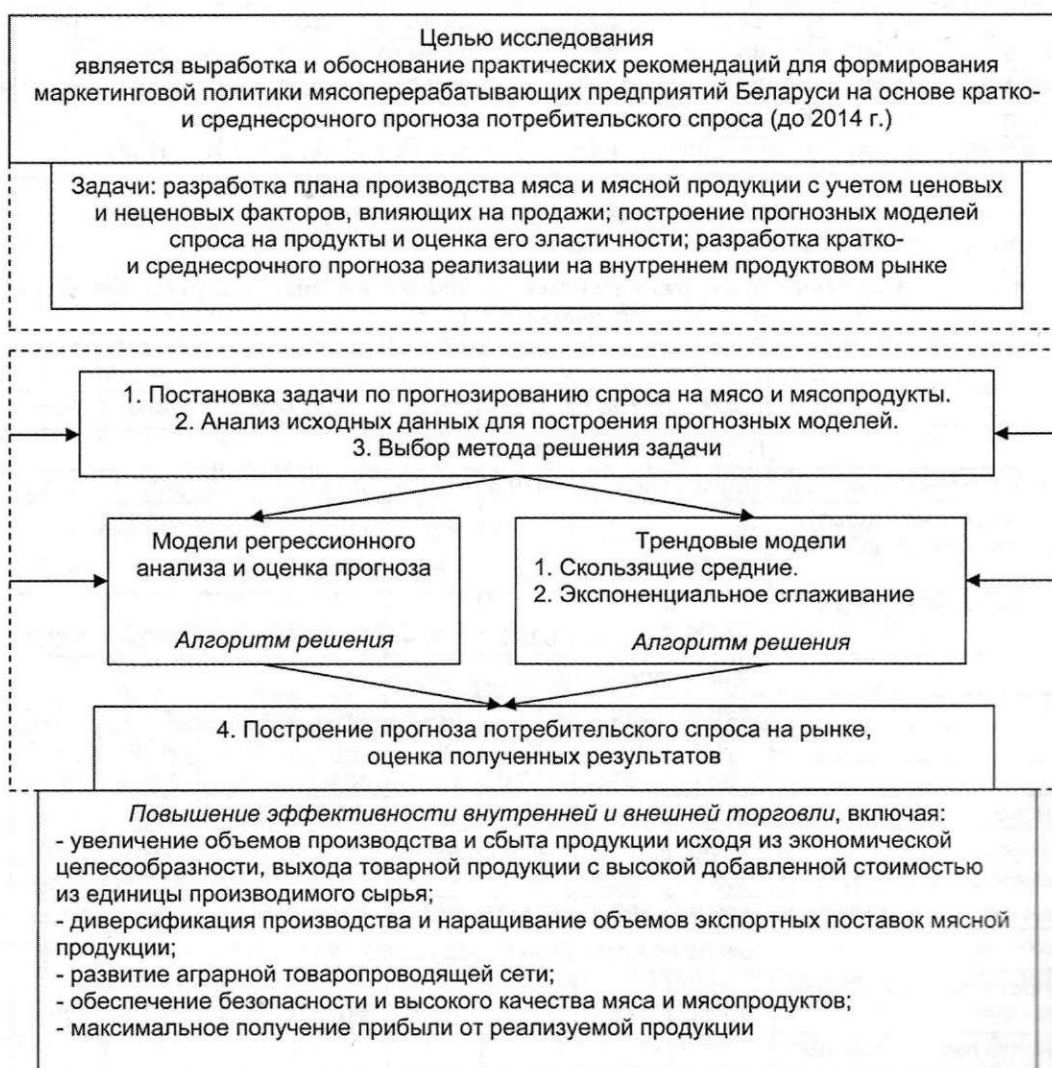 Целью исследования
является выработка и обоснование практических рекомендаций для формирования
маркетинговой политики мясоперерабатывающих предприятий Беларуси на основе кратко-
и среднесрочного прогноза потребительского спроса (до 2014 г.)
Задачи: разработка плана производства мяса и мясной продукции с учетом ценовых
и неценовых факторов, влияющих на продажи; построение прогнозных моделей
спроса на продукты и оценка его эластичности; разработка кратко-
и среднесрочного прогноза реализации на внутреннем продуктовом рынке
1. Постановка задачи по прогнозированию спроса на мясо и мясопродукты.
2. Анализ исходных данных для построения прогнозных моделей.
3. Выбор метода решения задачи
Модели регрессионного
анализа и оценка прогноза
Алгоритм решения
Трендовые модели
1. Скользящие средние.
2. Экспоненциальное сглаживание
Алгоритм решения
4. Построение прогноза потребительского спроса на рынке,
оценка полученных результатов
Повышение эффективности внутренней и внешней торговли, включая:
- увеличение объемов производства и сбыта продукции исходя из экономической
целесообразности, выхода товарной продукции с высокой добавленной стоимостью
из единицы производимого сырья;
- диверсификация производства и наращивание объемов экспортных поставок мясной
продукции;
- развитие аграрной товаропроводящей сети;
- обеспечение безопасности и высокого качества мяса и мясопродуктов;
- максимальное получение прибыли от реализуемой продукции